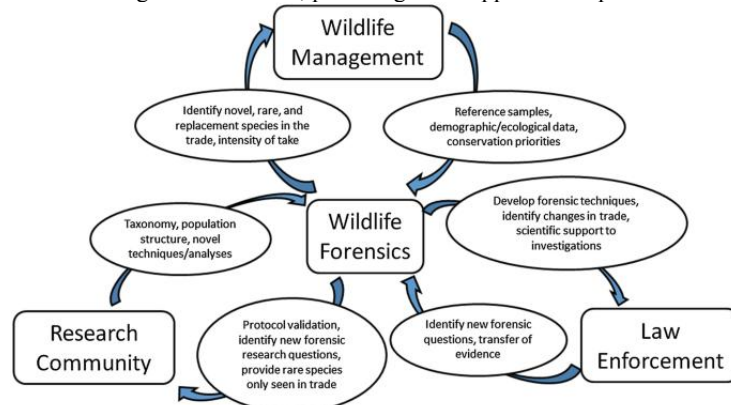 Wildlife
Management
Identify novel, rare, and
replacement species in the
trade, intensity of take
Reference samples,
demographic/ecological data,
conservation priorities
Taxonomy, population
structure, novel
techniques/analyses
Wildlife
Forensics
Develop forensic techniques,
identify changes in trade,
scientific support to
investigations
Research
Community
Protocol validation,
identify new forensic
research questions,
provide rare species
only seen in trade
Identify new forensic
questions, transfer of
evidence
Law
Enforcement